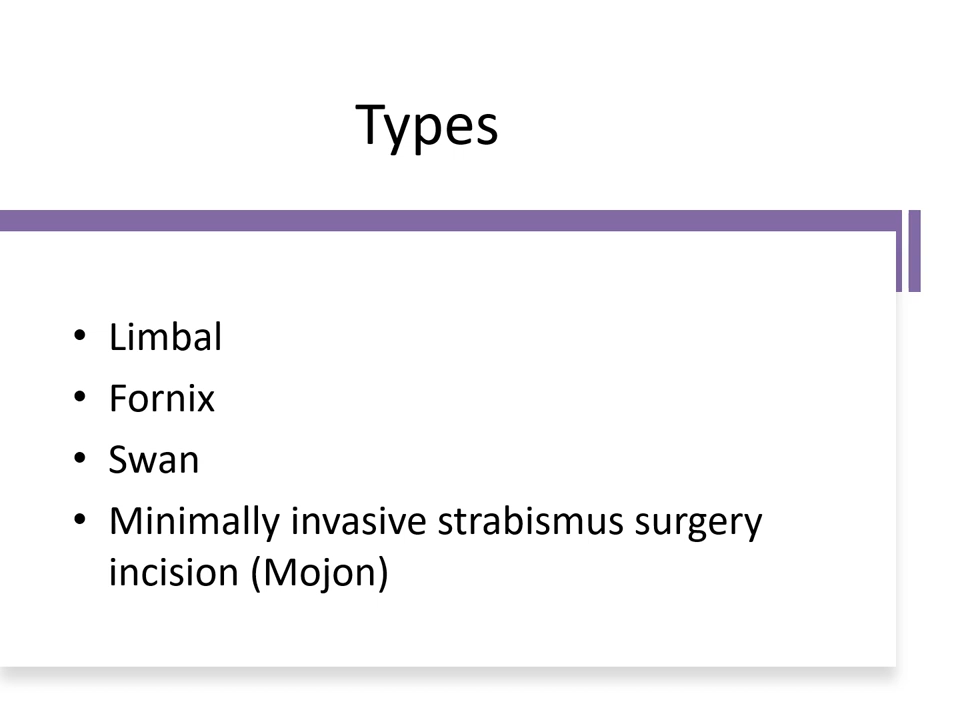 Types
• Limbal
• Fornix
• Swan
• Minimally invasive strabismus surgery
incision (Mojon)